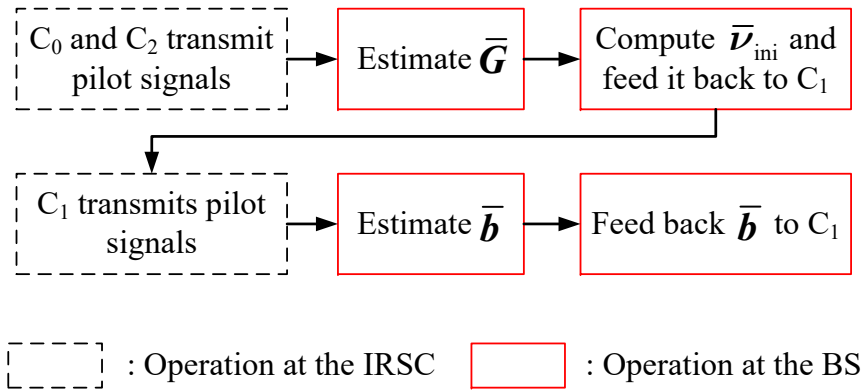 C₀ and C₂ transmit
pilot signals
Estimate G̅
Compute ν̅ᵢₙᵢ and
feed it back to C₁
C₁ transmits pilot
signals
Estimate b̅
Feed back b̅ to C₁
: Operation at the IRSC
: Operation at the BS